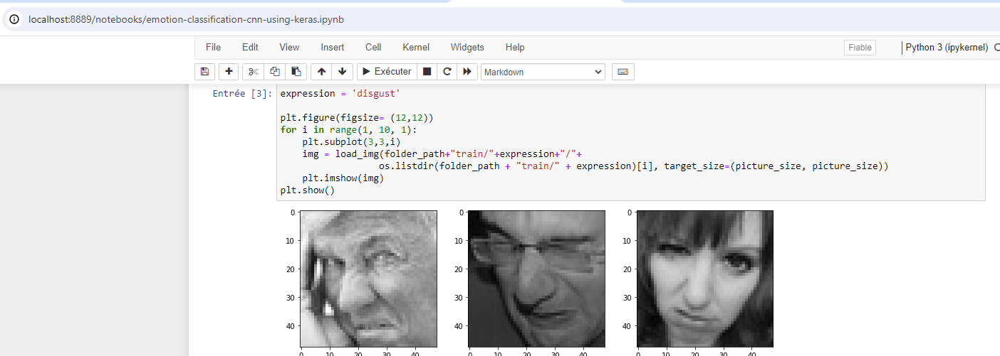 localhost:8889/notebooks/emotion-classification-cnn-using-keras.ipynb
File Edit View Insert Cell Kernel Widgets Help Fiable Python 3 (ipykernel)
Exécuter Markdown
Entrée [3]: expression = 'disgust'
plt.figure(figsize= (12,12))
for i in range(1, 10, 1):
    plt.subplot(3,3,i)
    img = load_img(folder_path+"train/"+expression+"/"+
                  os.listdir(folder_path + "train/" + expression)[i], target_size=(picture_size, picture_size))
    plt.imshow(img)
plt.show()
0 0 0
10 10 10
20 20 20
30 30 30
40 40 40
0 10 20 30 40 0 10 20 30 40 0 10 20 30 40